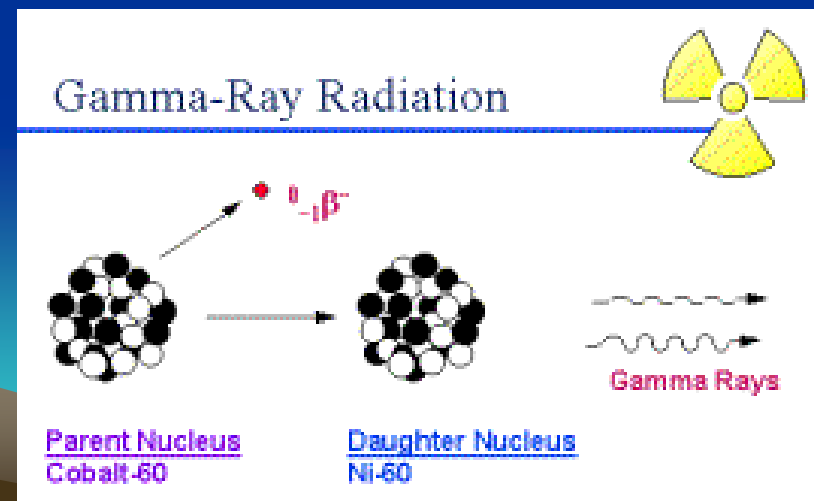 Gamma-Ray Radiation
⁰₋₁β⁻
Gamma Rays
Parent Nucleus
Cobalt-60
Daughter Nucleus
Ni-60